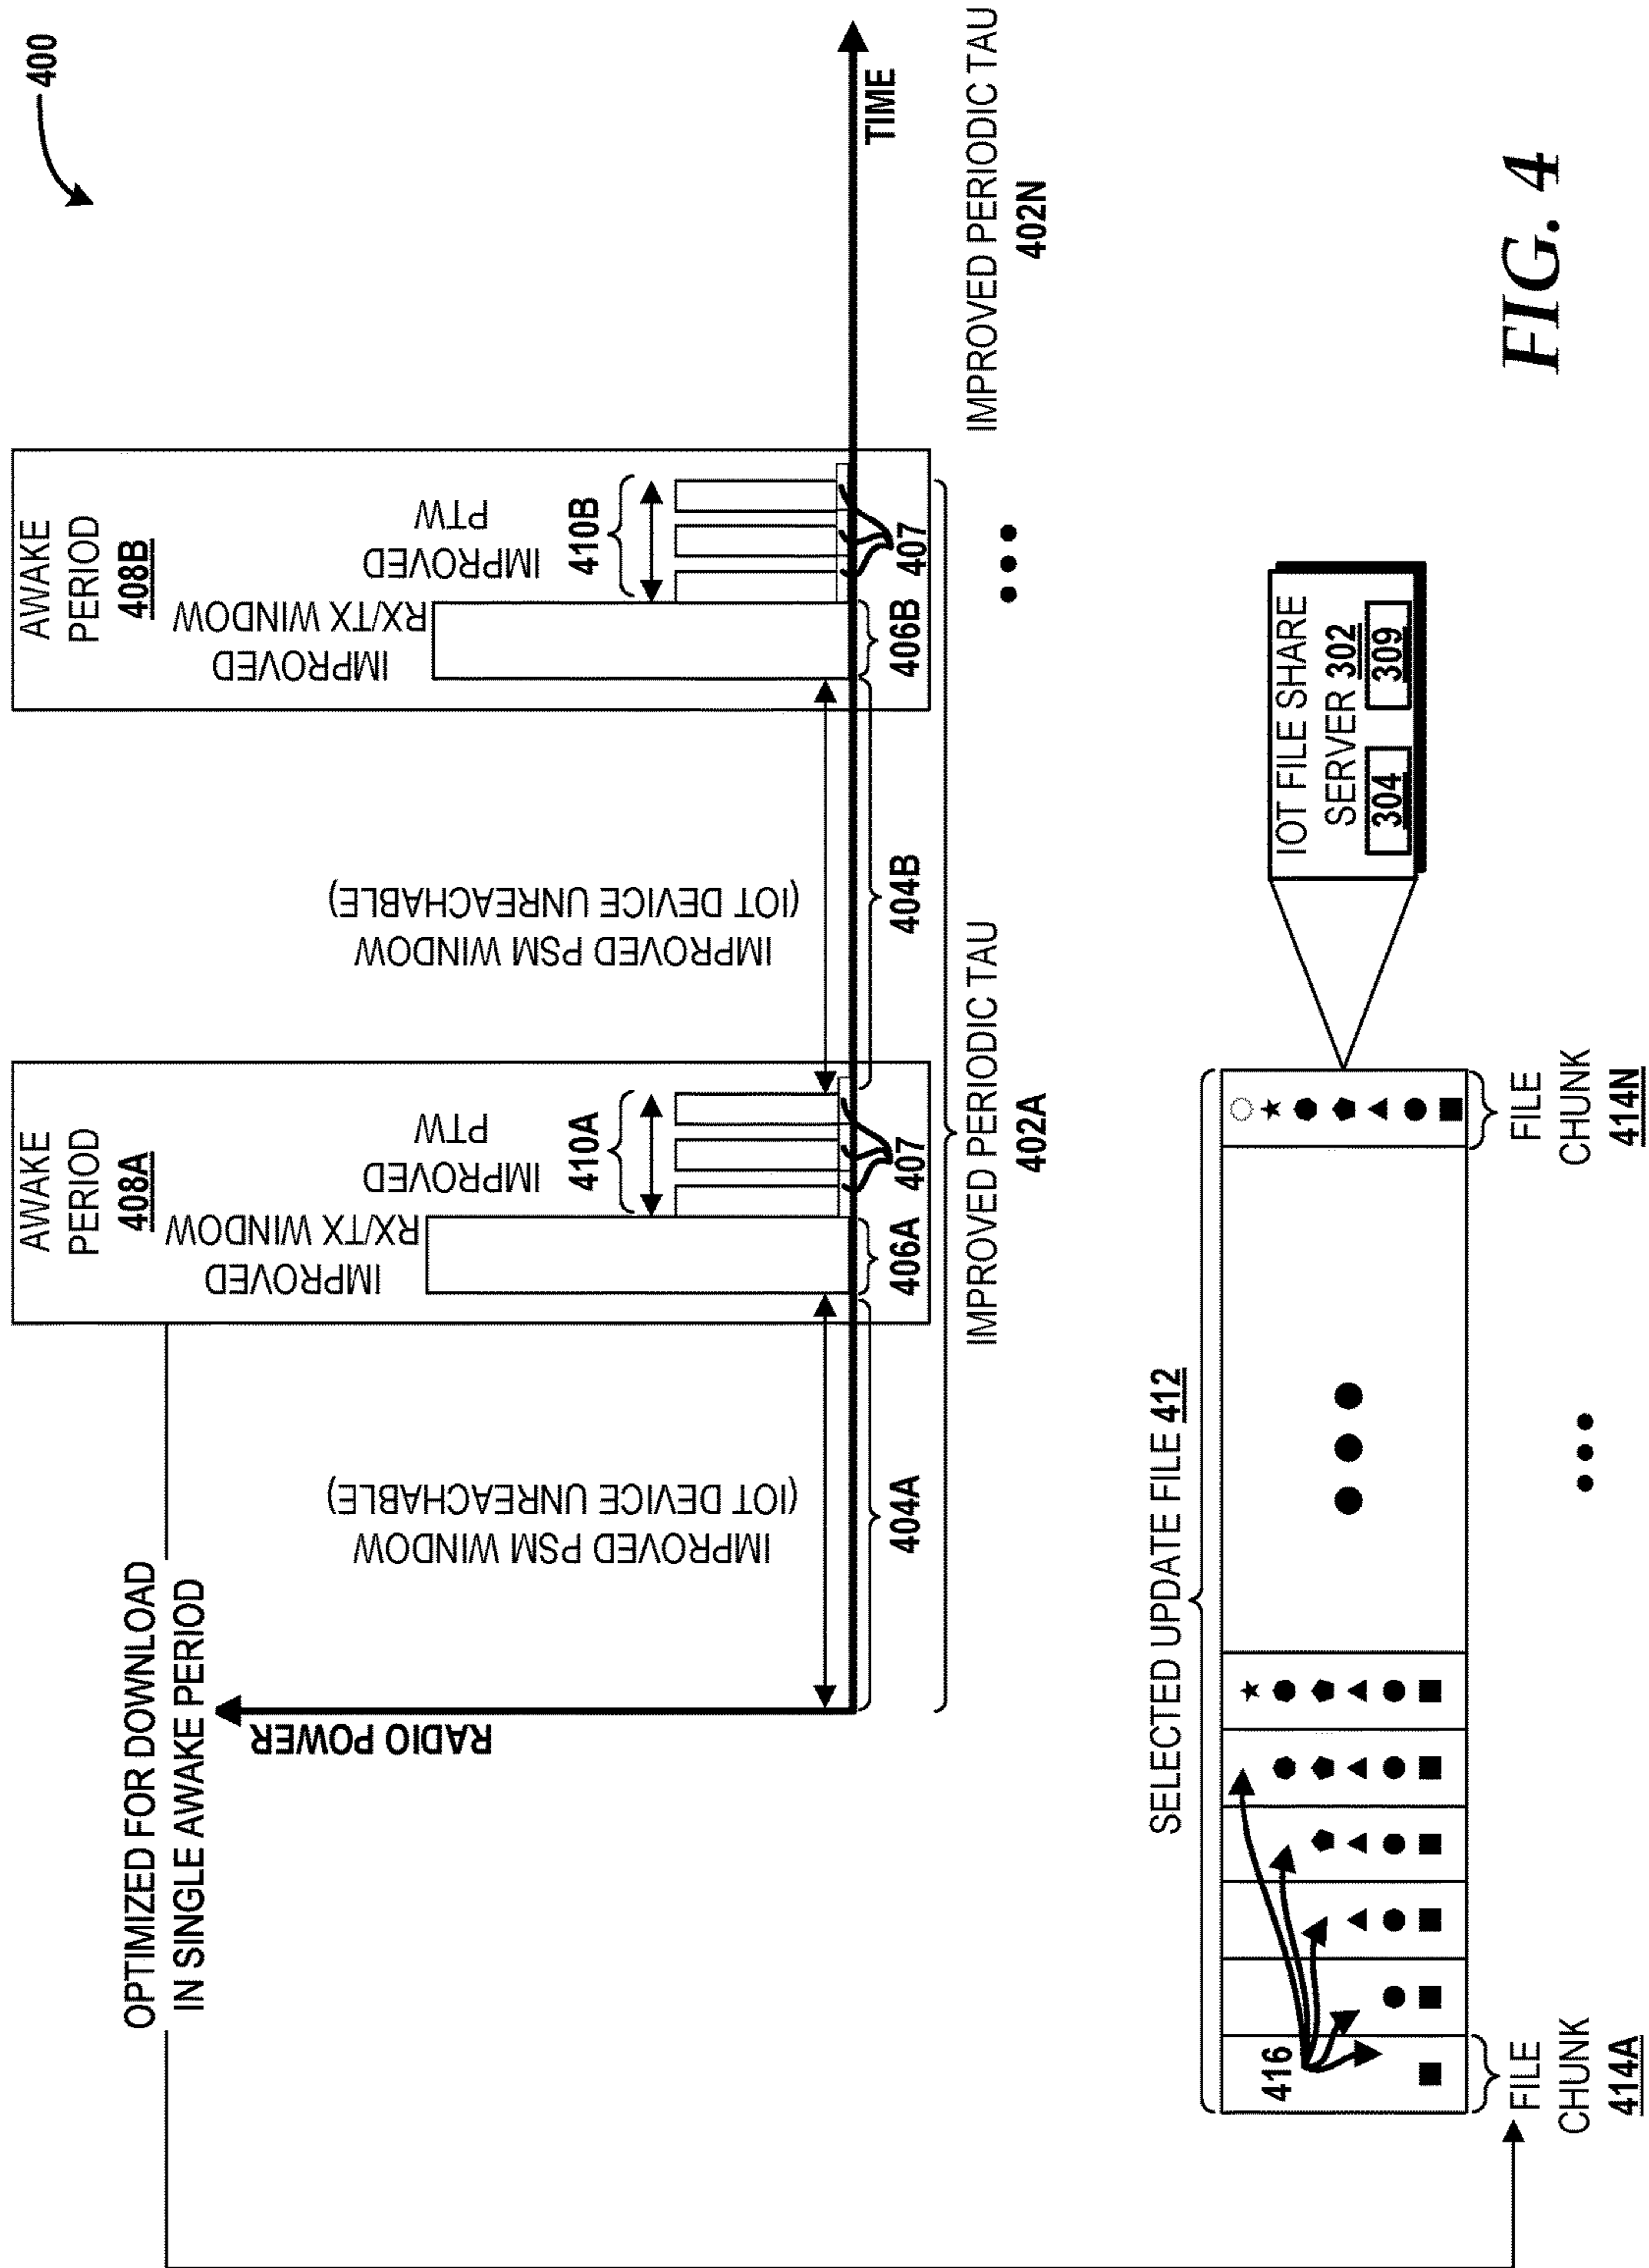 400
OPTIMIZED FOR DOWNLOAD
IN SINGLE AWAKE PERIOD
RADIO POWER
IMPROVED PSM WINDOW
(IOT DEVICE UNREACHABLE)
404A
AWAKE
PERIOD
408A
IMPROVED
RX/TX WINDOW
406A
IMPROVED
PTW
410A
407
IMPROVED PSM WINDOW
(IOT DEVICE UNREACHABLE)
404B
AWAKE
PERIOD
408B
IMPROVED
RX/TX WINDOW
406B
IMPROVED
PTW
410B
407
TIME
IMPROVED PERIODIC TAU
402A
IMPROVED PERIODIC TAU
402N
SELECTED UPDATE FILE 412
416
FILE
CHUNK
414A
FILE
CHUNK
414N
IOT FILE SHARE
SERVER 302
304
309
FIG. 4